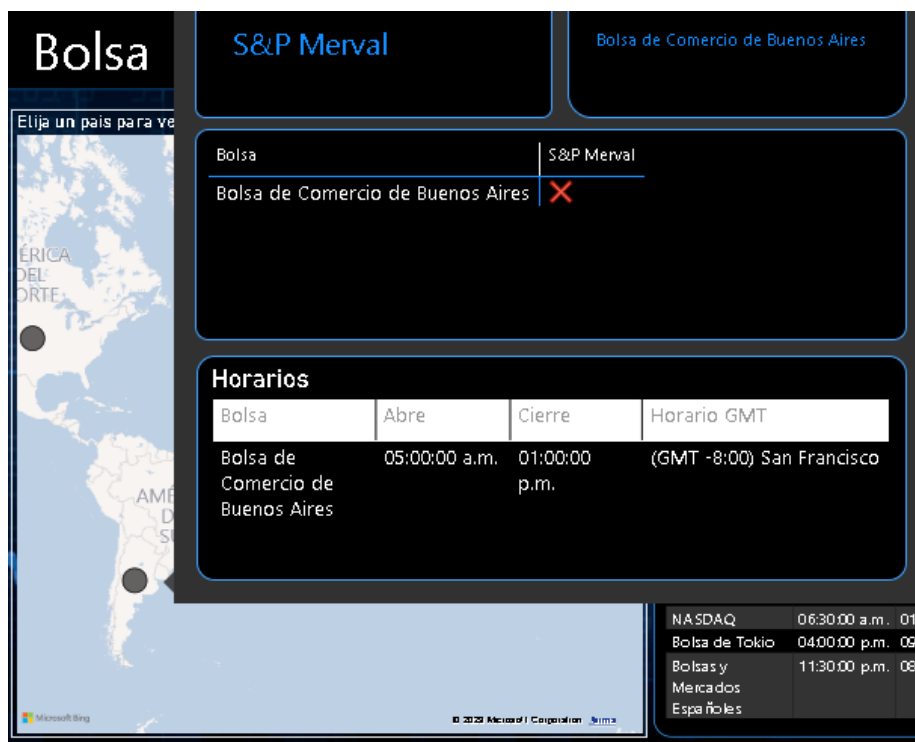 Bolsa
S&P Merval
Bolsa de Comercio de Buenos Aires
Elija un pais para ve
Bolsa S&P Merval
Bolsa de Comercio de Buenos Aires ❌
ÉRICA
DEL
ORTE
Horarios
Bolsa Abre Cierre Horario GMT
Bolsa de Comercio de Buenos Aires 05:00:00 a.m. 01:00:00 p.m. (GMT -8:00) San Francisco
AMÉ
D
SU
NASDAQ 06:30:00 a.m. 01
Bolsa de Tokio 04:00:00 p.m. 09
Bolsas y Mercados Españoles 11:30:00 p.m. 08
Microsoft Bing
© 2023 Microsoft Corporation